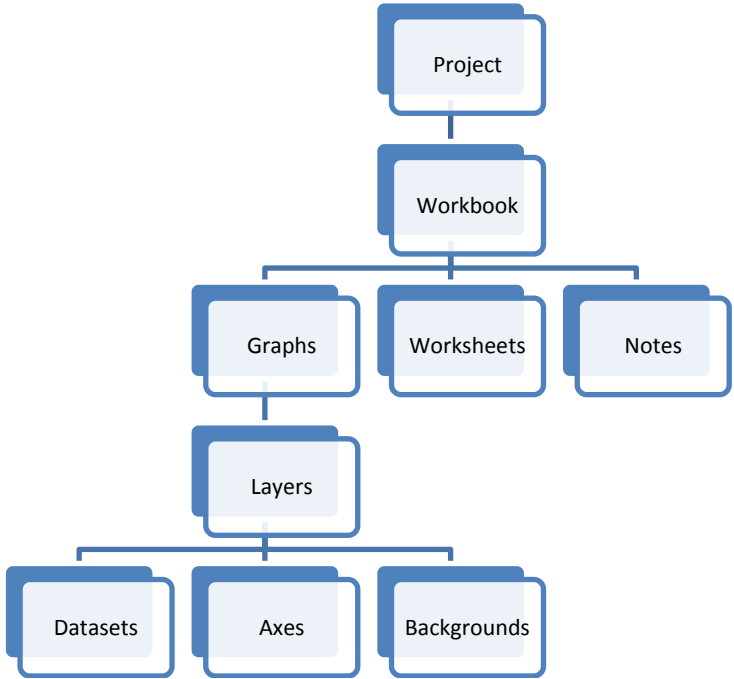 Project
Workbook
Graphs
Worksheets
Notes
Layers
Datasets
Axes
Backgrounds